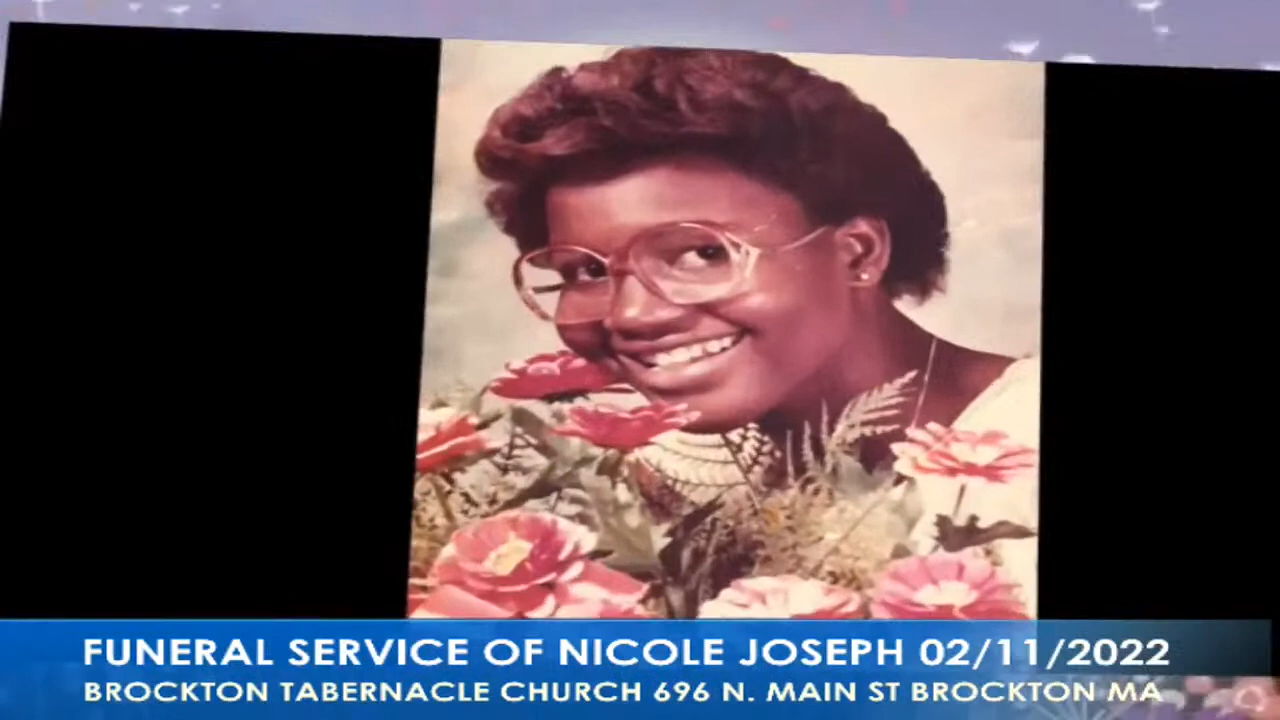 FUNERAL SERVICE OF NICOLE JOSEPH 02/11/2022
BROCKTON TABERNACLE CHURCH 696 N. MAIN ST BROCKTON MA